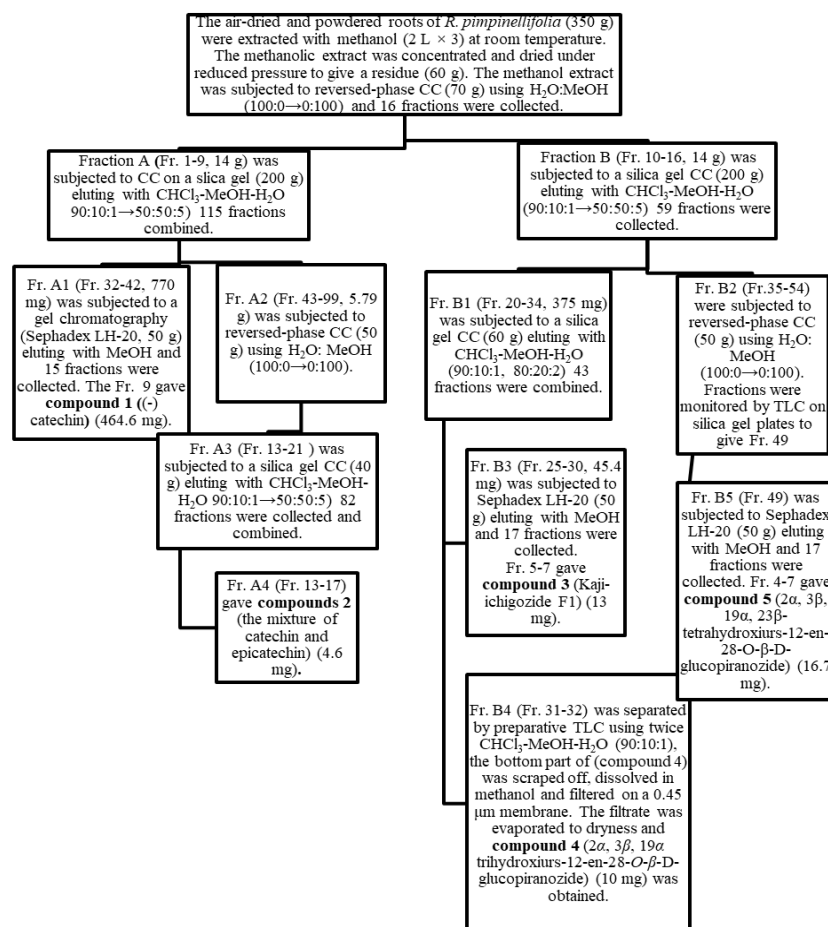 The air-dried and powdered roots of R. pimpinellifolia (350 g)
were extracted with methanol (2 L × 3) at room temperature.
The methanolic extract was concentrated and dried under
reduced pressure to give a residue (60 g). The methanol extract
was subjected to reversed-phase CC (70 g) using H₂O:MeOH
(100:0→0:100) and 16 fractions were collected.
Fraction A (Fr. 1-9, 14 g) was
subjected to CC on a silica gel (200 g)
eluting with CHCl₃-MeOH-H₂O
90:10:1→50:50:5) 115 fractions
combined.
Fraction B (Fr. 10-16, 14 g) was
subjected to a silica gel CC (200 g)
eluting with CHCl₃-MeOH-H₂O
(90:10:1→50:50:5) 59 fractions were
collected.
Fr. A1 (Fr. 32-42, 770
mg) was subjected to a
gel chromatography
(Sephadex LH-20, 50 g)
eluting with MeOH and
15 fractions were
collected. The Fr. 9 gave
compound 1 ((-)
catechin) (464.6 mg).
Fr. A2 (Fr. 43-99, 5.79
g) was subjected to
reversed-phase CC (50
g) using H₂O: MeOH
(100:0→0:100).
Fr. A3 (Fr. 13-21 ) was
subjected to a silica gel CC (40
g) eluting with CHCl₃-MeOH-
H₂O 90:10:1→50:50:5) 82
fractions were collected and
combined.
Fr. A4 (Fr. 13-17)
gave compounds 2
(the mixture of
catechin and
epicatechin) (4.6
mg).
Fr. B1 (Fr. 20-34, 375 mg)
was subjected to a silica
gel CC (60 g) eluting with
CHCl₃-MeOH-H₂O
(90:10:1, 80:20:2) 43
fractions were combined.
Fr. B2 (Fr.35-54)
were subjected to
reversed-phase CC
(50 g) using H₂O:
MeOH
(100:0→0:100).
Fractions were
monitored by TLC on
silica gel plates to
give Fr. 49
Fr. B3 (Fr. 25-30, 45.4
mg) was subjected to
Sephadex LH-20 (50
g) eluting with MeOH
and 17 fractions were
collected.
Fr. 5-7 gave
compound 3 (Kaji-
ichigozide F1) (13
mg).
Fr. B5 (Fr. 49) was
subjected to Sephadex
LH-20 (50 g) eluting
with MeOH and 17
fractions were
collected. Fr. 4-7 gave
compound 5 (2α, 3β,
19α, 23β-
tetrahydroxiurs-12-en-
28-O-β-D-
glucopiranozide) (16.7
mg).
Fr. B4 (Fr. 31-32) was separated
by preparative TLC using twice
CHCl₃-MeOH-H₂O (90:10:1),
the bottom part of (compound 4)
was scraped off, dissolved in
methanol and filtered on a 0.45
μm membrane. The filtrate was
evaporated to dryness and
compound 4 (2α, 3β, 19α
trihydroxiurs-12-en-28-O-β-D-
glucopiranozide) (10 mg) was
obtained.